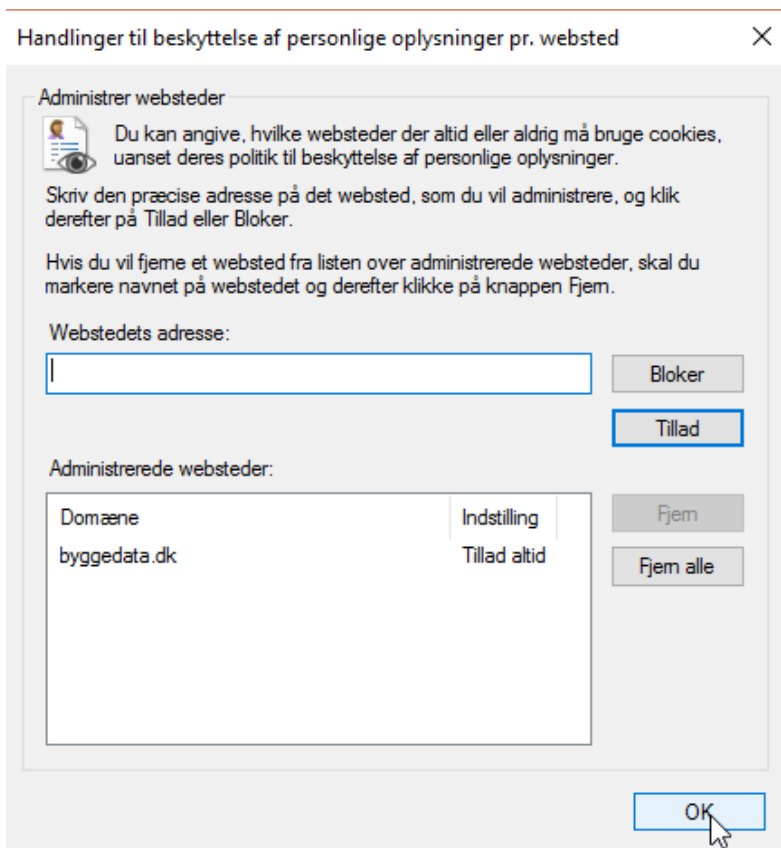 Handlinger til beskyttelse af personlige oplysninger pr. websted
Administrer websteder
Du kan angive, hvilke websteder der altid eller aldrig må bruge cookies,
uanset deres politik til beskyttelse af personlige oplysninger.
Skriv den præcise adresse på det websted, som du vil administrere, og klik
derefter på Tillad eller Bloker.
Hvis du vil fjerne et websted fra listen over administrerede websteder, skal du
markere navnet på webstedet og derefter klikke på knappen Fjern.
Webstedets adresse:
Bloker
Tillad
Administrerede websteder:
Domæne Indstilling
byggedata.dk Tillad altid
Fjern
Fjern alle
OK